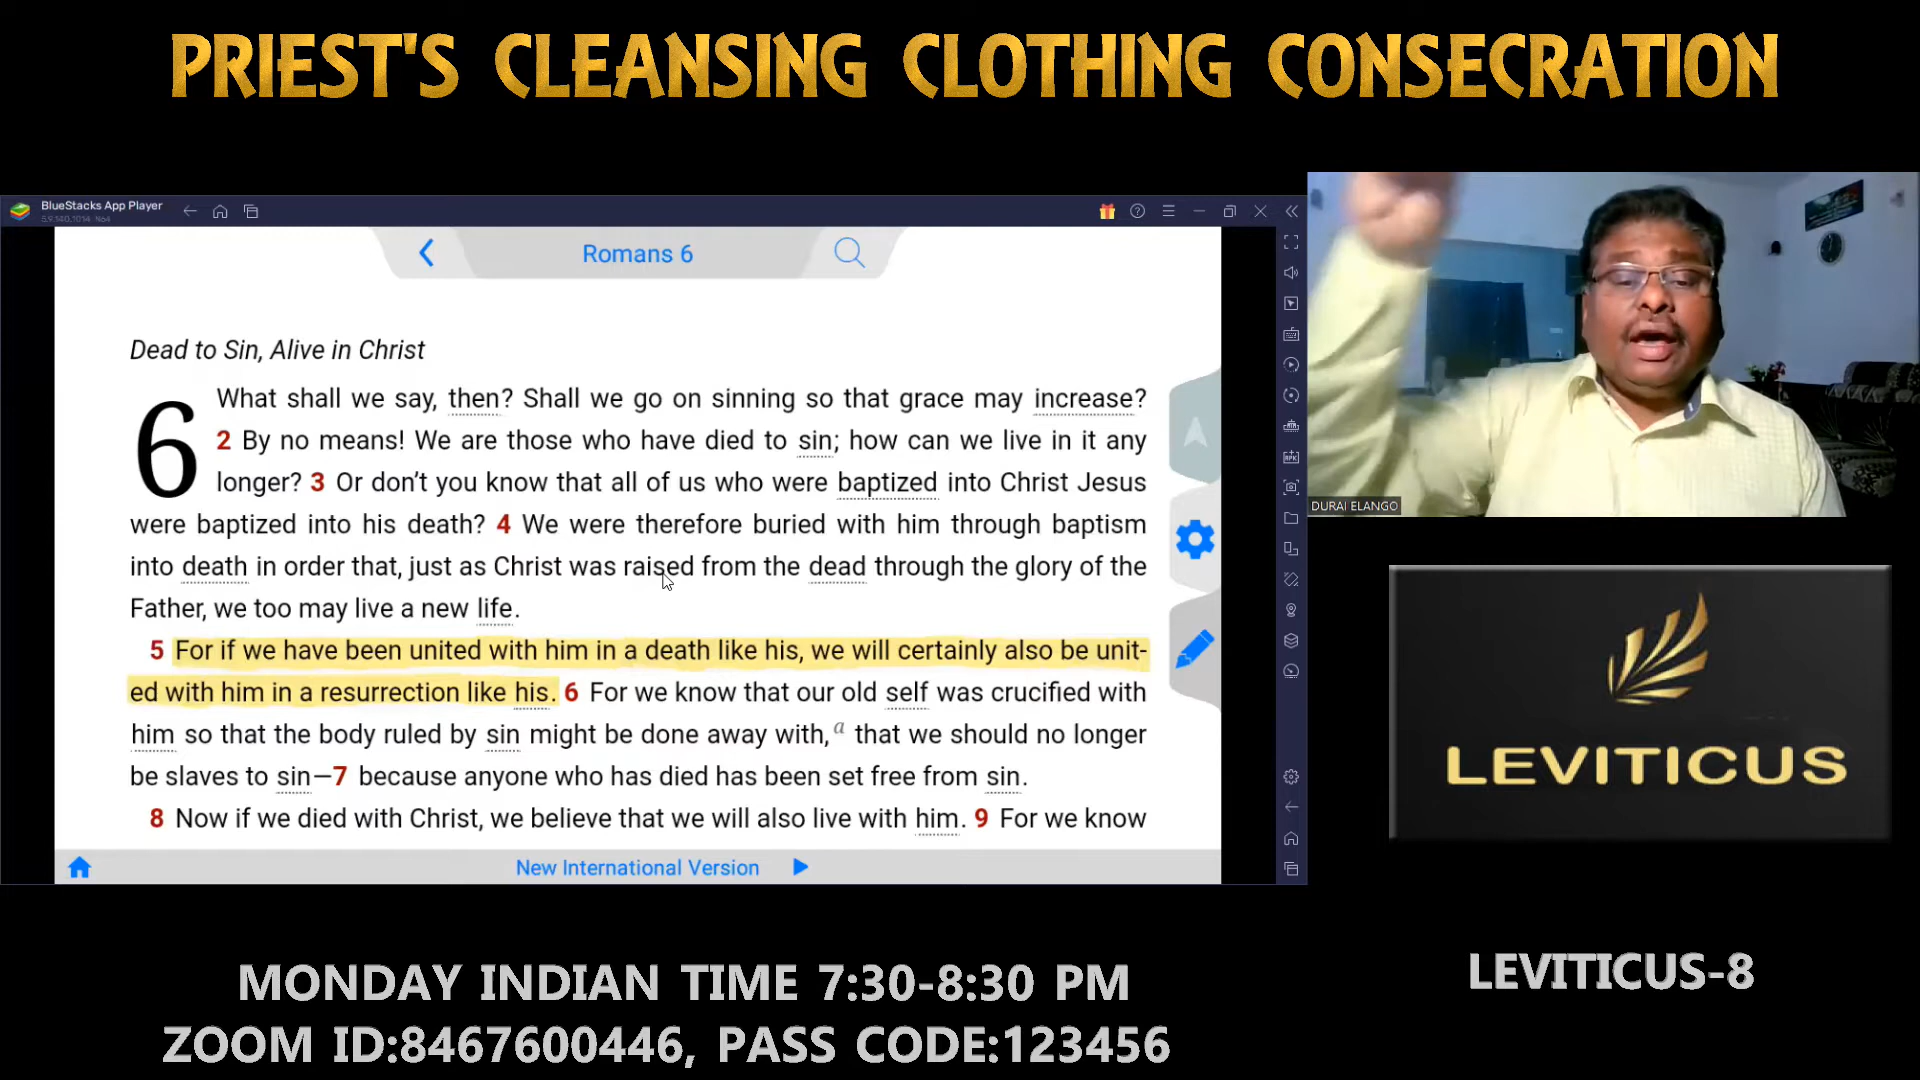 PRIEST'S CLEANSING CLOTHING CONSECRATION
BlueStacks App Player
5.9.140.1014 N64
Romans 6
Dead to Sin, Alive in Christ
6 What shall we say, then? Shall we go on sinning so that grace may increase?
2 By no means! We are those who have died to sin; how can we live in it any
longer? 3 Or don't you know that all of us who were baptized into Christ Jesus
were baptized into his death? 4 We were therefore buried with him through baptism
into death in order that, just as Christ was raised from the dead through the glory of the
Father, we too may live a new life.
5 For if we have been united with him in a death like his, we will certainly also be unit-
ed with him in a resurrection like his. 6 For we know that our old self was crucified with
him so that the body ruled by sin might be done away with,a that we should no longer
be slaves to sin—7 because anyone who has died has been set free from sin.
8 Now if we died with Christ, we believe that we will also live with him. 9 For we know
New International Version
DURAI ELANGO
LEVITICUS
LEVITICUS-8
MONDAY INDIAN TIME 7:30-8:30 PM
ZOOM ID:8467600446, PASS CODE:123456